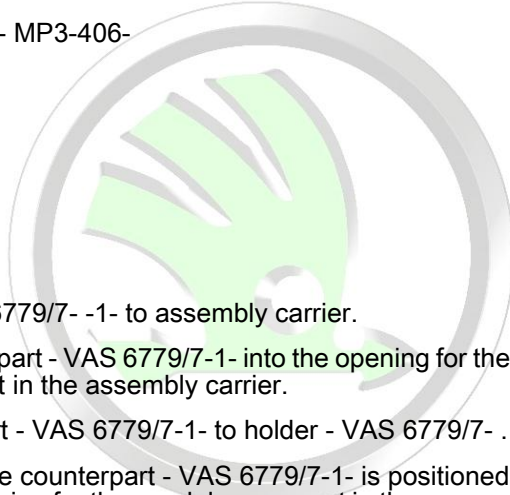 - MP3-406-
6779/7- -1- to assembly carrier.
part - VAS 6779/7-1- into the opening for the
t in the assembly carrier.
rt - VAS 6779/7-1- to holder - VAS 6779/7- .
e counterpart - VAS 6779/7-1- is positioned